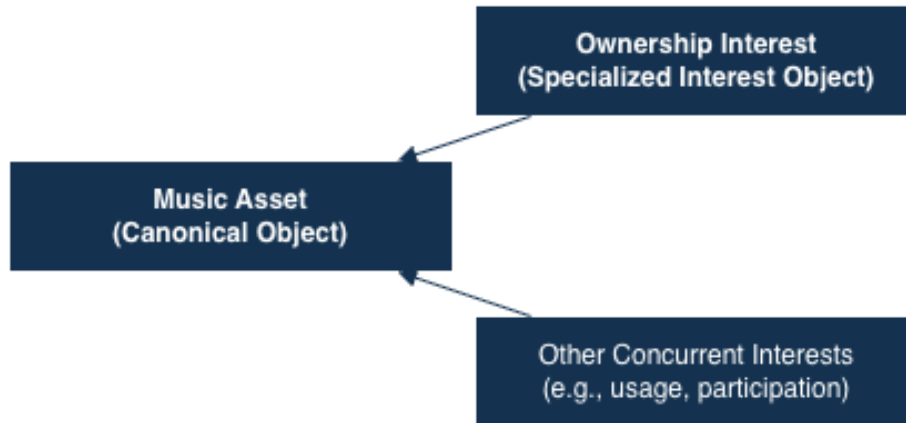 Ownership Interest
(Specialized Interest Object)
Music Asset
(Canonical Object)
Other Concurrent Interests
(e.g., usage, participation)